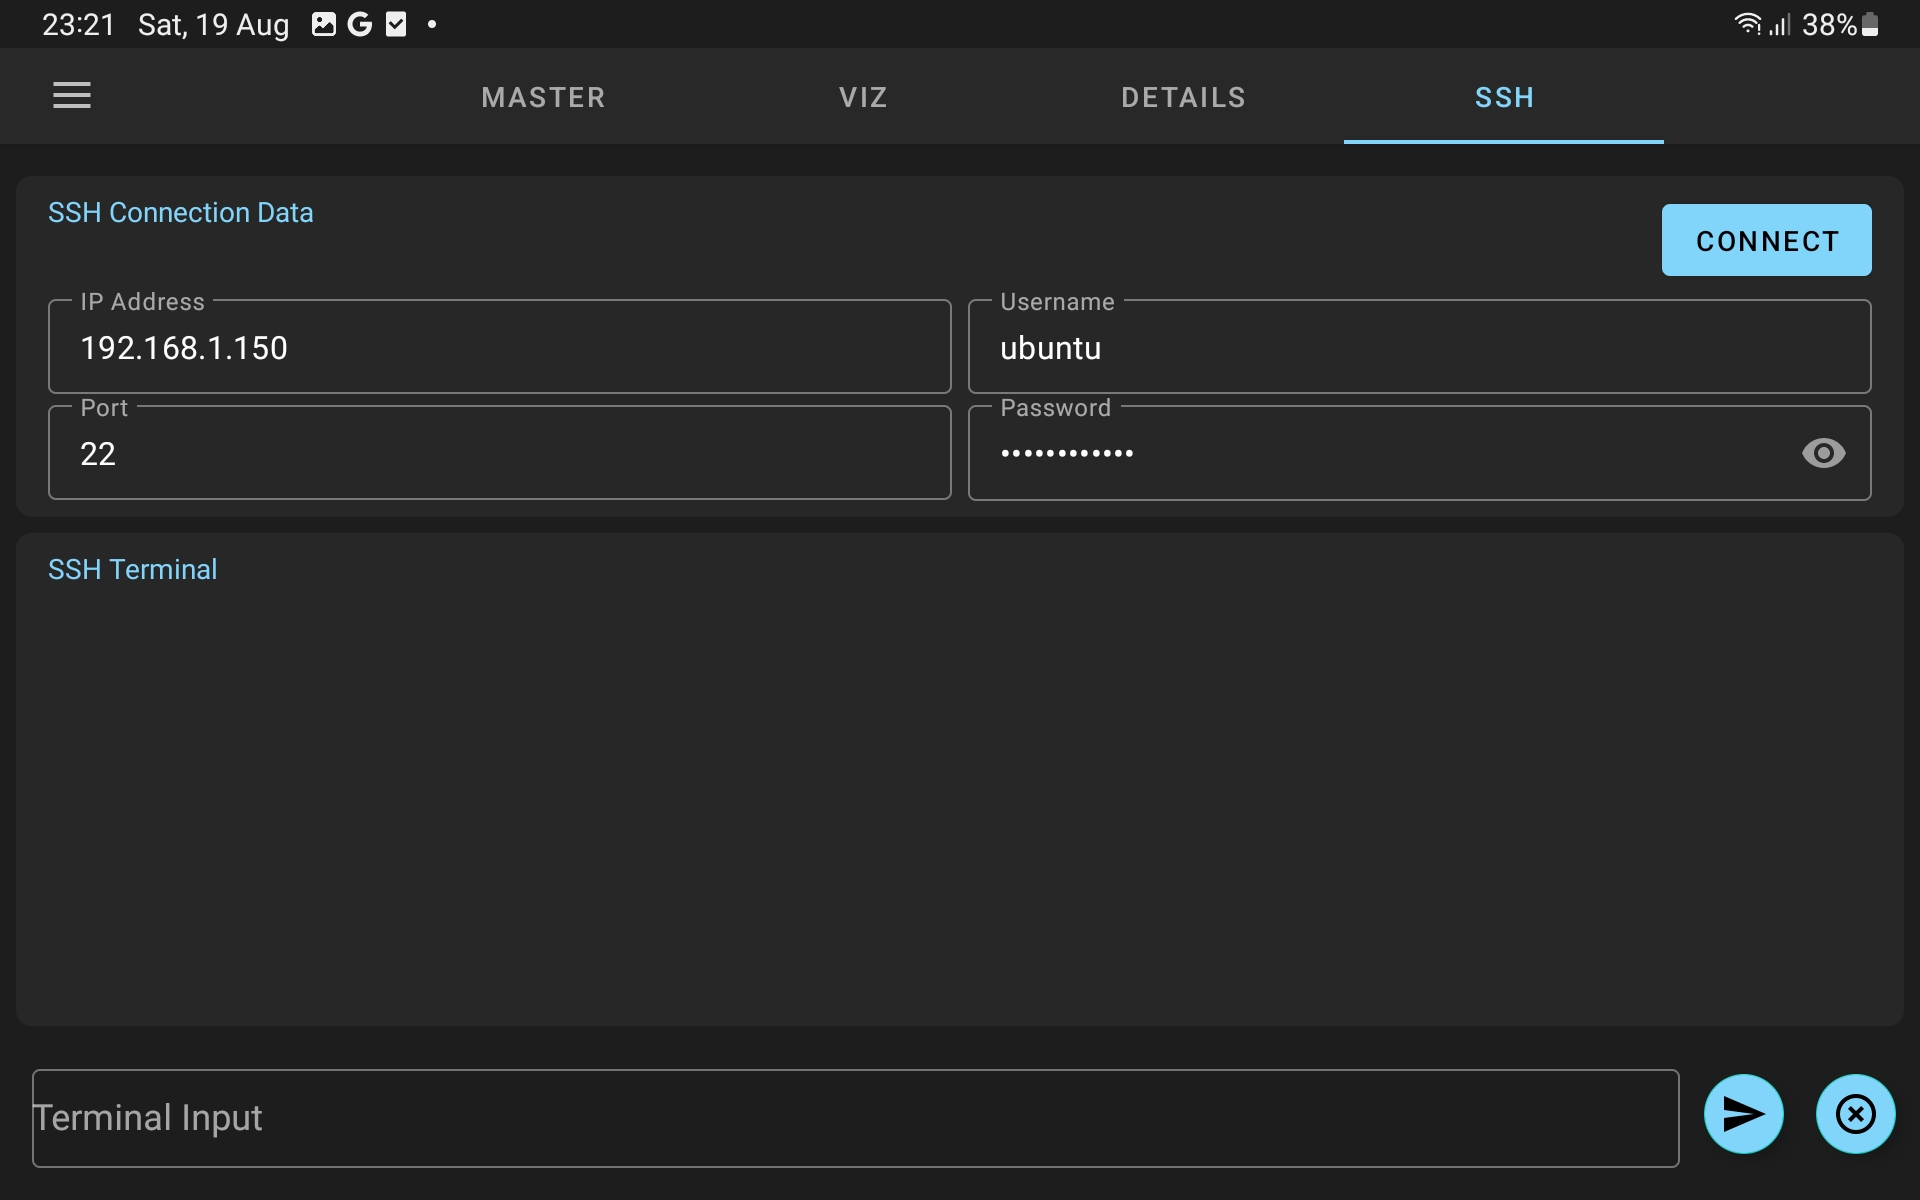 23:21 Sat, 19 Aug 38%
MASTER VIZ DETAILS SSH
SSH Connection Data
CONNECT
IP Address Username
192.168.1.150 ubuntu
Port Password
22 ••••••••••••
SSH Terminal
Terminal Input